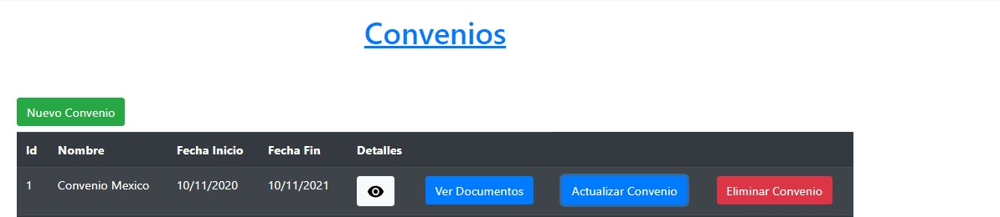 Convenios
Nuevo Convenio
Id Nombre Fecha Inicio Fecha Fin Detalles
1 Convenio Mexico 10/11/2020 10/11/2021 Ver Documentos Actualizar Convenio Eliminar Convenio